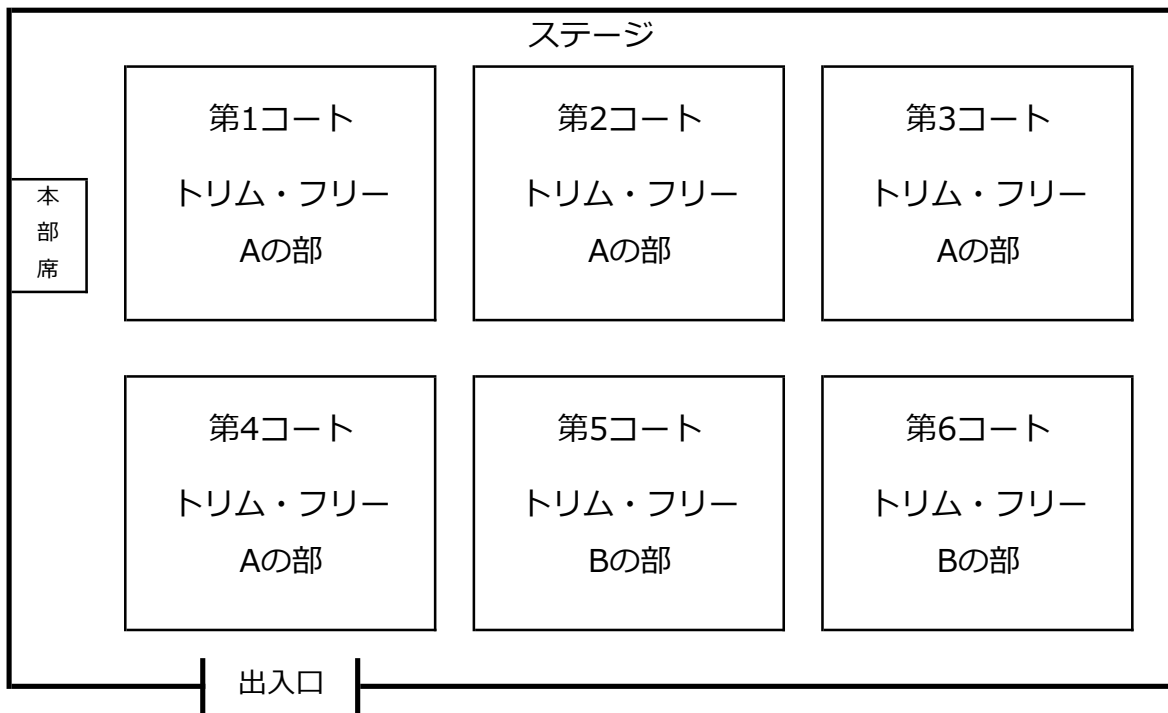 ステージ
第1コート
トリム・フリー
Aの部
第2コート
トリム・フリー
Aの部
第3コート
トリム・フリー
Aの部
本部席
第4コート
トリム・フリー
Aの部
第5コート
トリム・フリー
Bの部
第6コート
トリム・フリー
Bの部
出入口